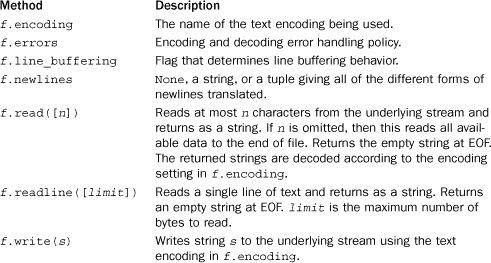 Method Description
f.encoding The name of the text encoding being used.
f.errors Encoding and decoding error handling policy.
f.line_buffering Flag that determines line buffering behavior.
f.newlines None, a string, or a tuple giving all of the different forms of
newlines translated.
f.read([n]) Reads at most n characters from the underlying stream and
returns as a string. If n is omitted, then this reads all avail-
able data to the end of file. Returns the empty string at EOF.
The returned strings are decoded according to the encoding
setting in f.encoding.
f.readline([limit]) Reads a single line of text and returns as a string. Returns
an empty string at EOF. limit is the maximum number of
bytes to read.
f.write(s) Writes string s to the underlying stream using the text
encoding in f.encoding.